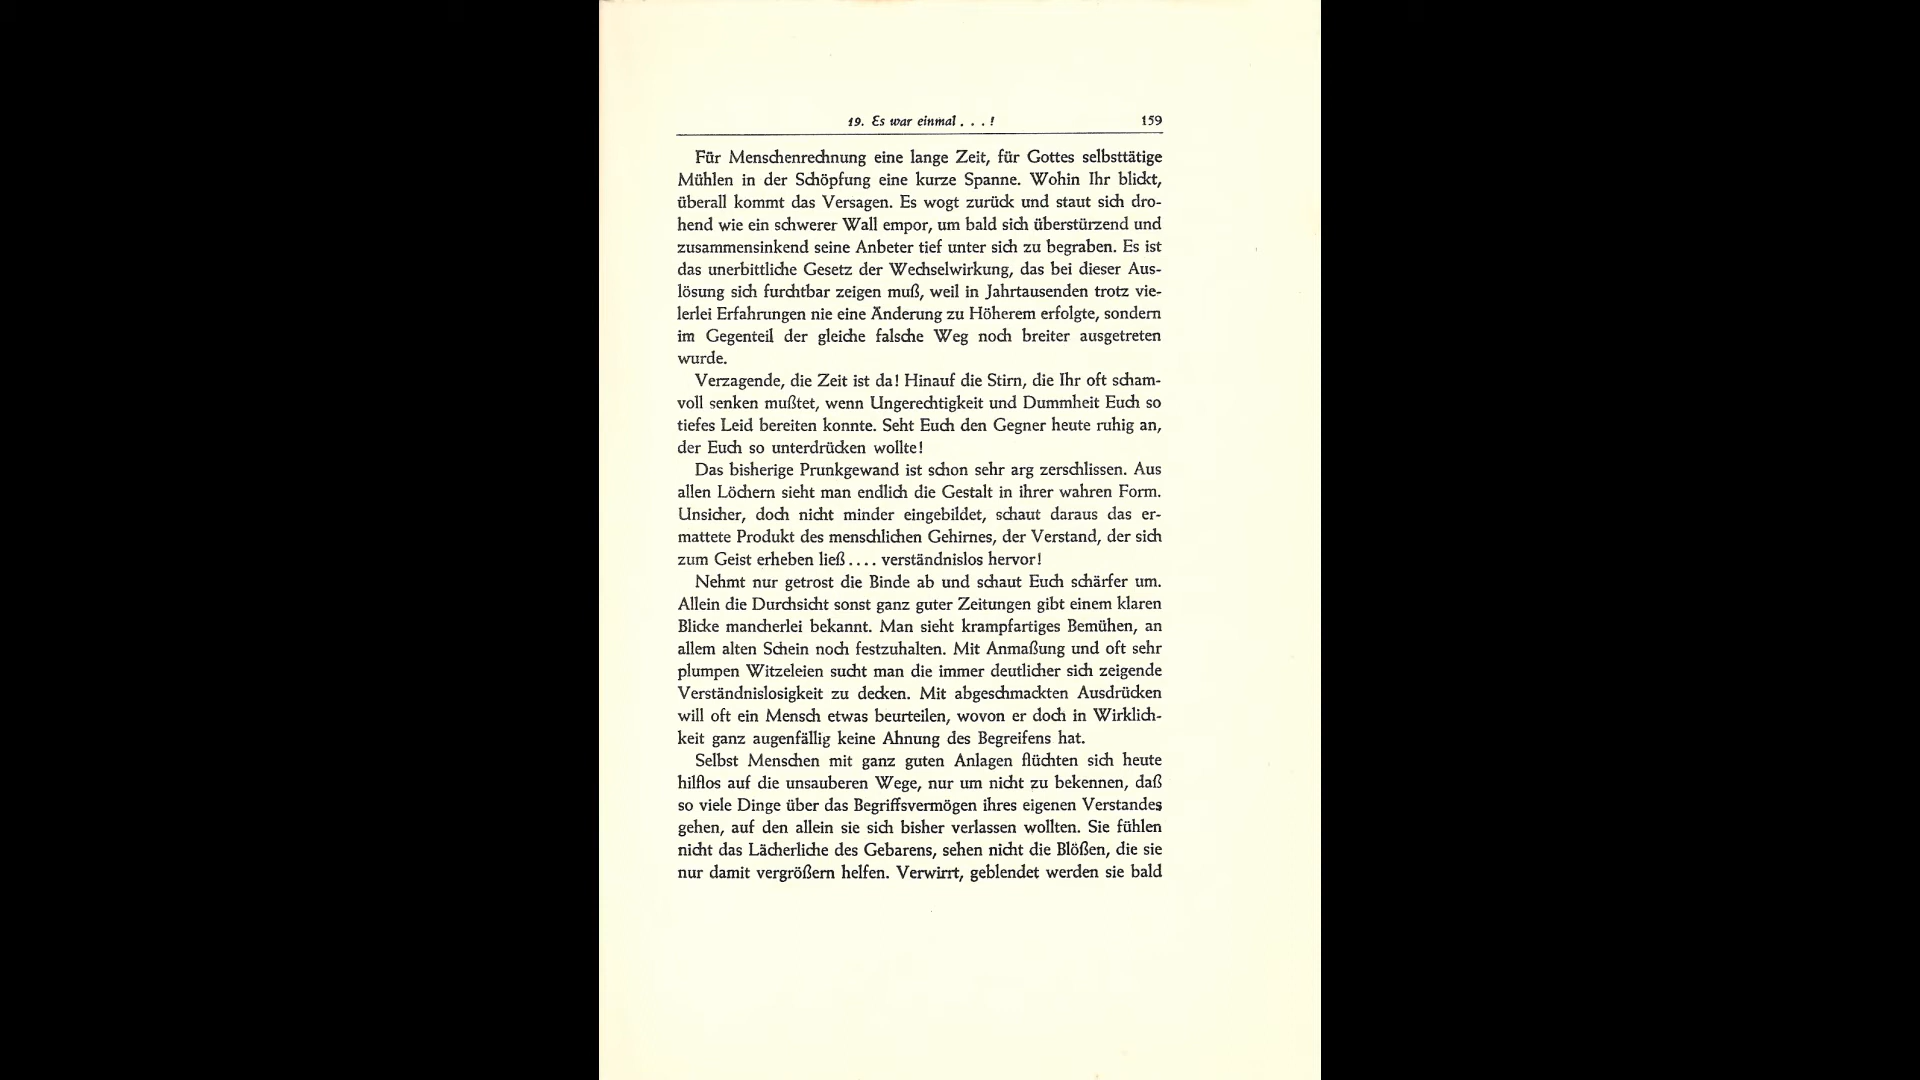 19. Es war einmal . . . !
159
Für Menschenrechnung eine lange Zeit, für Gottes selbsttätige
Mühlen in der Schöpfung eine kurze Spanne. Wohin Ihr blickt,
überall kommt das Versagen. Es wogt zurück und staut sich dro-
hend wie ein schwerer Wall empor, um bald sich überstürzend und
zusammensinkend seine Anbeter tief unter sich zu begraben. Es ist
das unerbittliche Gesetz der Wechselwirkung, das bei dieser Aus-
lösung sich furchtbar zeigen muß, weil in Jahrtausenden trotz vie-
lerlei Erfahrungen nie eine Änderung zu Höherem erfolgte, sondern
im Gegenteil der gleiche falsche Weg noch breiter ausgetreten
wurde.
Verzagende, die Zeit ist da! Hinauf die Stirn, die Ihr oft scham-
voll senken mußtet, wenn Ungerechtigkeit und Dummheit Euch so
tiefes Leid bereiten konnte. Seht Euch den Gegner heute ruhig an,
der Euch so unterdrücken wollte!
Das bisherige Prunkgewand ist schon sehr arg zerschlissen. Aus
allen Löchern sieht man endlich die Gestalt in ihrer wahren Form.
Unsicher, doch nicht minder eingebildet, schaut daraus das er-
mattete Produkt des menschlichen Gehirnes, der Verstand, der sich
zum Geist erheben ließ . . . . verständnislos hervor!
Nehmt nur getrost die Binde ab und schaut Euch schärfer um.
Allein die Durchsicht sonst ganz guter Zeitungen gibt einem klaren
Blicke mancherlei bekannt. Man sieht krampfartiges Bemühen, an
allem alten Schein noch festzuhalten. Mit Anmaßung und oft sehr
plumpen Witzeleien sucht man die immer deutlicher sich zeigende
Verständnislosigkeit zu decken. Mit abgeschmackten Ausdrücken
will oft ein Mensch etwas beurteilen, wovon er doch in Wirklich-
keit ganz augenfällig keine Ahnung des Begreifens hat.
Selbst Menschen mit ganz guten Anlagen flüchten sich heute
hilflos auf die unsauberen Wege, nur um nicht zu bekennen, daß
so viele Dinge über das Begriffsvermögen ihres eigenen Verstandes
gehen, auf den allein sie sich bisher verlassen wollten. Sie fühlen
nicht das Lächerliche des Gebarens, sehen nicht die Blößen, die sie
nur damit vergrößern helfen. Verwirrt, geblendet werden sie bald